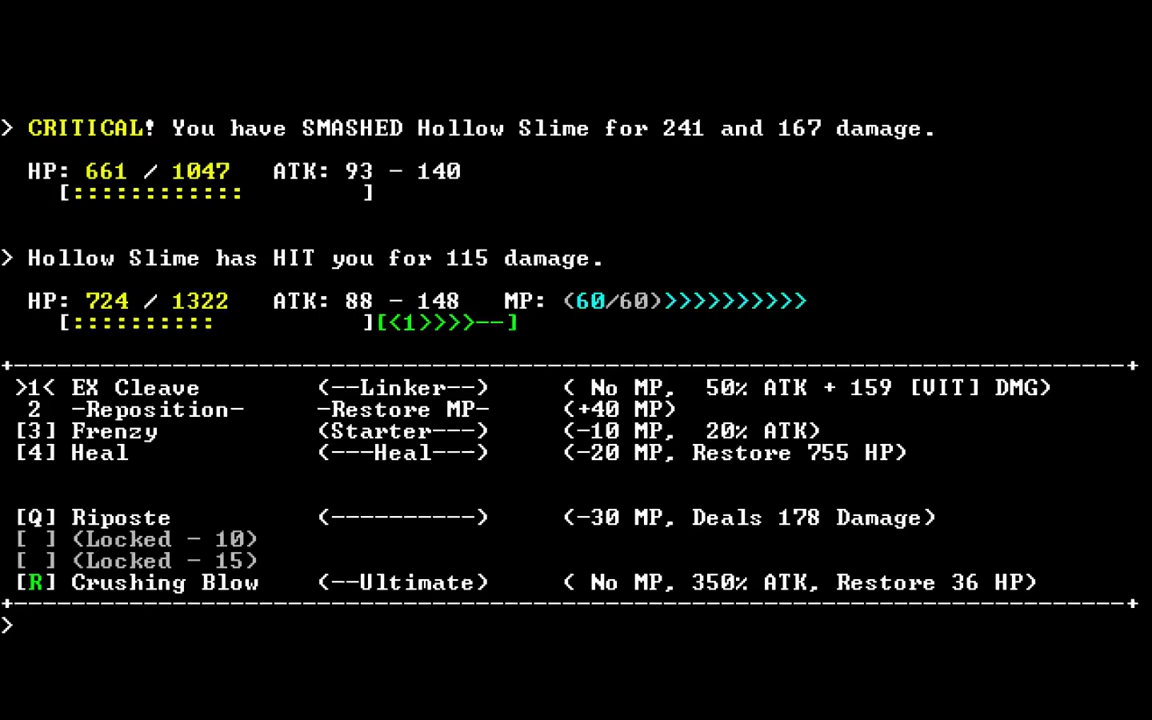 > CRITICAL! You have SMASHED Hollow Slime for 241 and 167 damage.
HP: 661 / 1047   ATK: 93 - 140
[::::::::::::             ]
> Hollow Slime has HIT you for 115 damage.
HP: 724 / 1322   ATK: 88 - 148   MP: (60/60)>>>>>>>>>>
[::::::::::           ][<1>>>>--]
+------------------------------------------------------------------------------+
>1< EX Cleave        (--Linker--)     ( No MP,  50% ATK + 159 [VIT] DMG)
2  -Reposition-     -Restore MP-     (+40 MP)
[3] Frenzy           (Starter---)     (-10 MP,  20% ATK)
[4] Heal             (---Heal---)     (-20 MP, Restore 755 HP)
[Q] Riposte          (----------)     (-30 MP, Deals 178 Damage)
[ ] (Locked - 10)
[ ] (Locked - 15)
[R] Crushing Blow    (--Ultimate)     ( No MP, 350% ATK, Restore 36 HP)
+------------------------------------------------------------------------------+
>